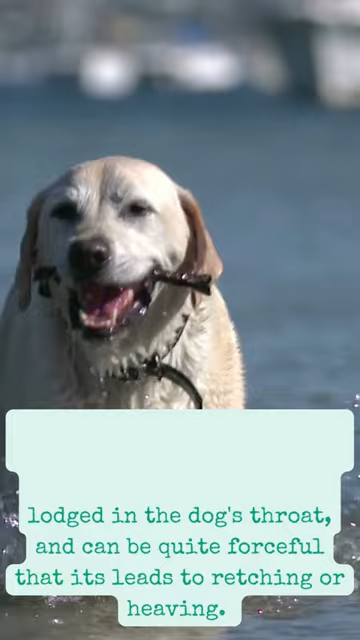 lodged in the dog's throat,
and can be quite forceful
that its leads to retching or
heaving.